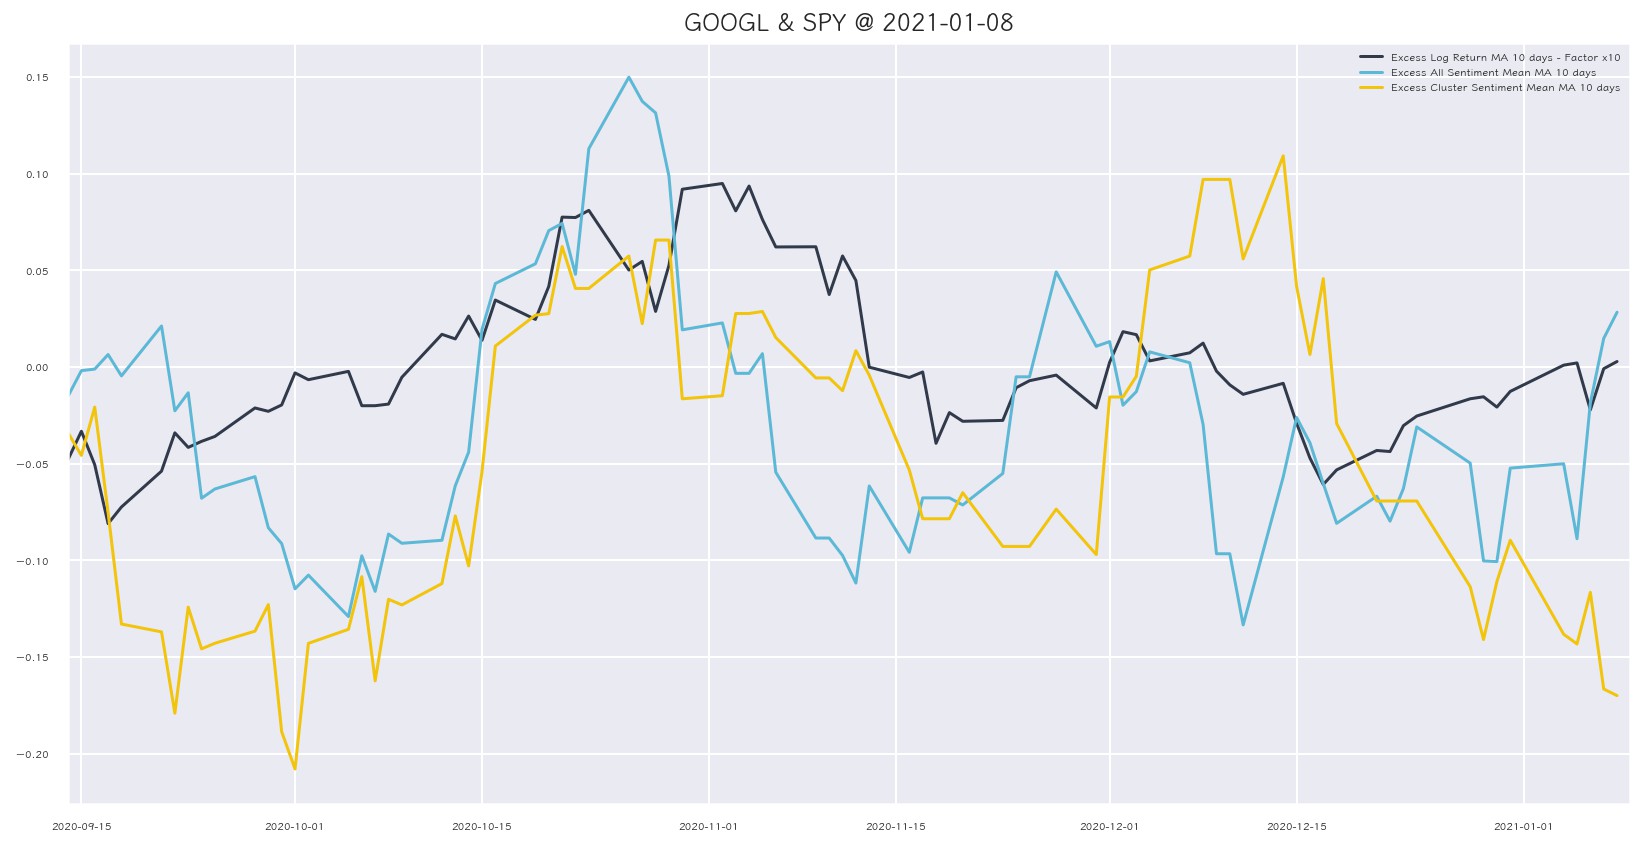 GOOGL & SPY @ 2021-01-08
Excess Log Return MA 10 days - Factor x10
Excess All Sentiment Mean MA 10 days
Excess Cluster Sentiment Mean MA 10 days
0.15
0.10
0.05
0.00
−0.05
−0.10
−0.15
−0.20
2020-09-15 2020-10-01 2020-10-15 2020-11-01 2020-11-15 2020-12-01 2020-12-15 2021-01-01